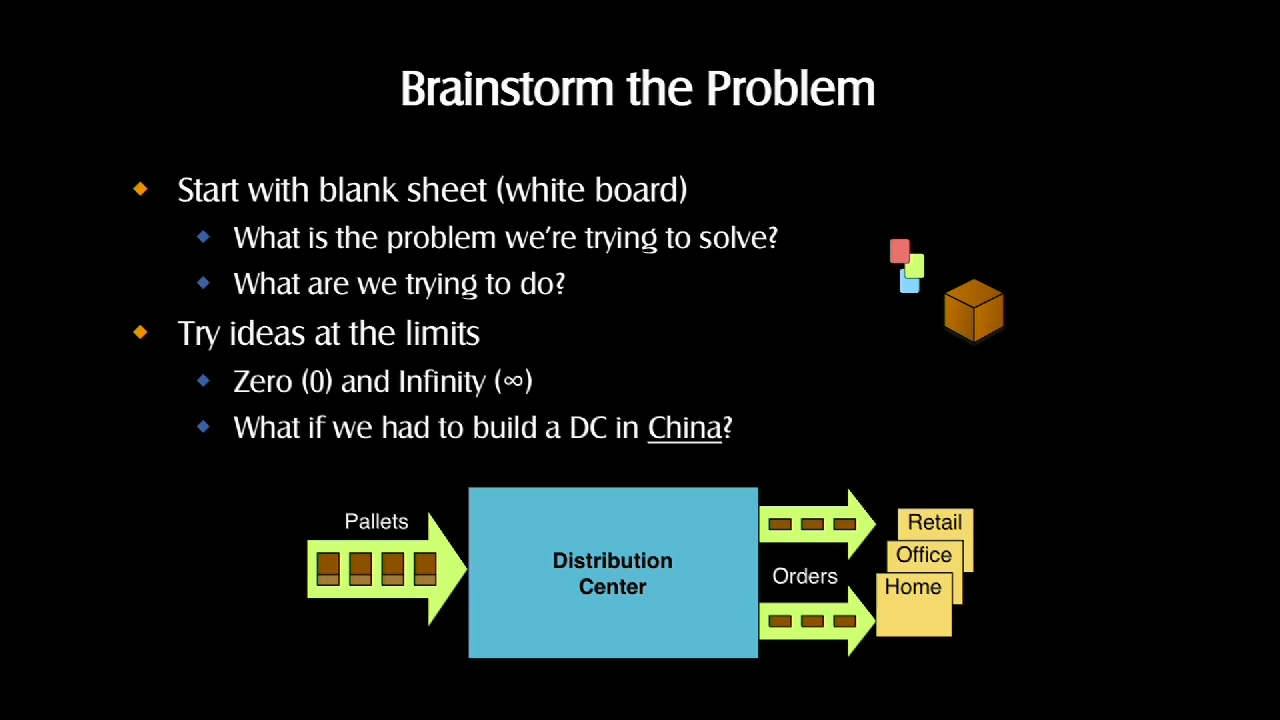 Brainstorm the Problem
Start with blank sheet (white board)
What is the problem we're trying to solve?
What are we trying to do?
Try ideas at the limits
Zero (0) and Infinity (∞)
What if we had to build a DC in China?
Pallets
Distribution
Center
Orders
Retail
Office
Home